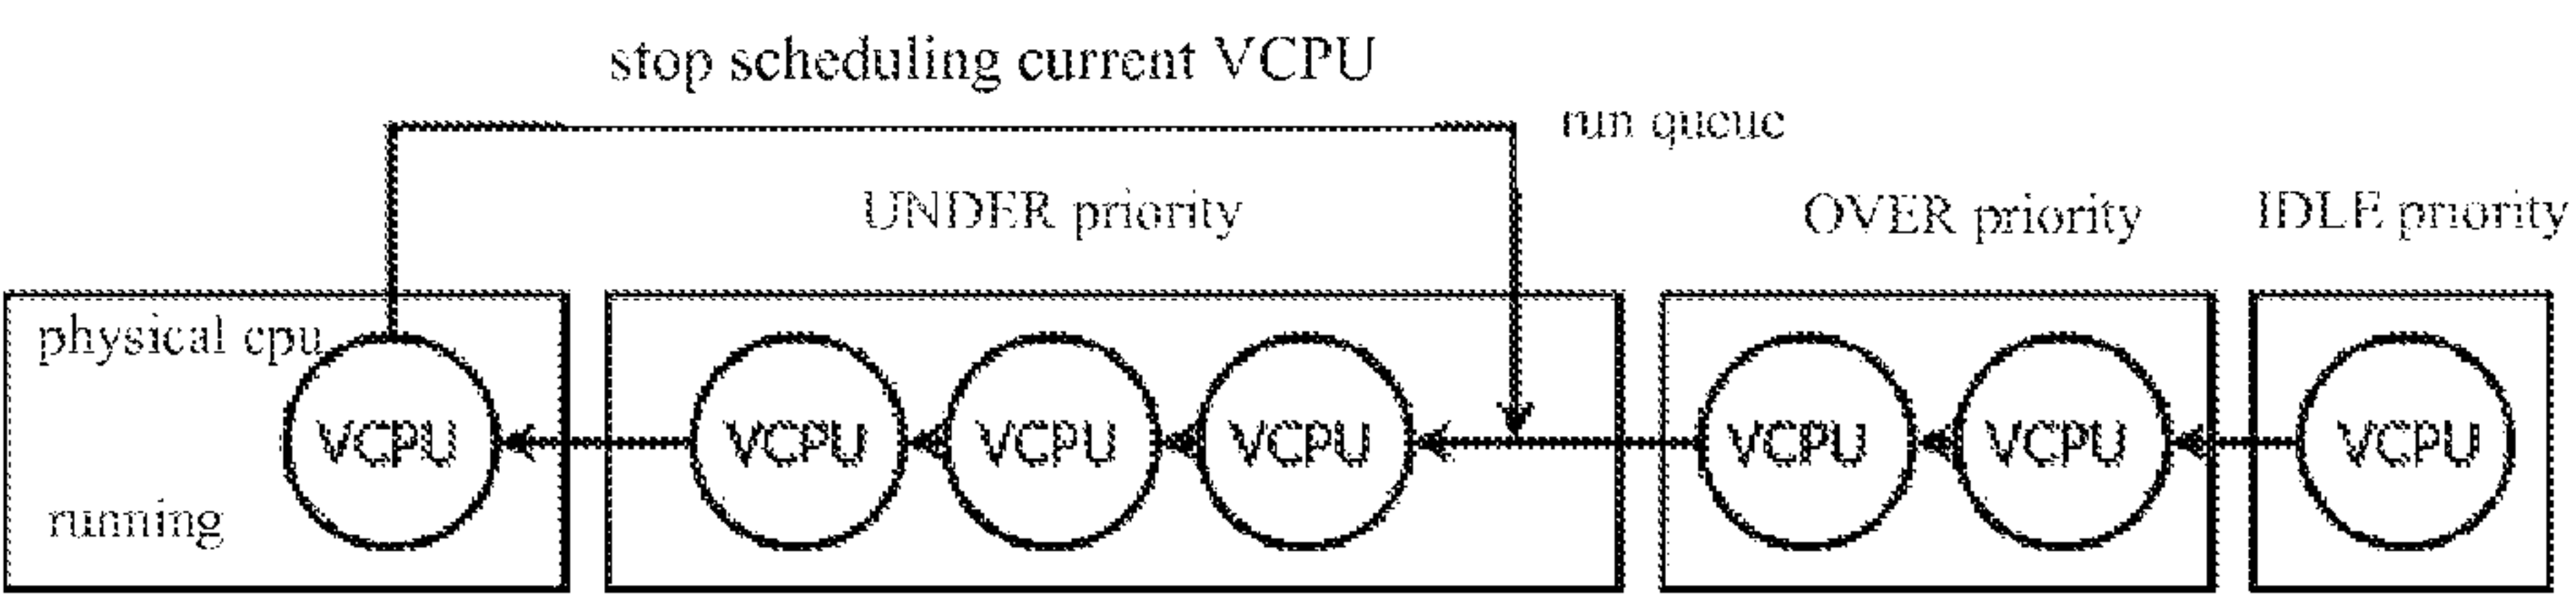 stop scheduling current VCPU
run queue
UNDER priority
OVER priority
IDLE priority
physical cpu
running
VCPU
VCPU
VCPU
VCPU
VCPU
VCPU
VCPU